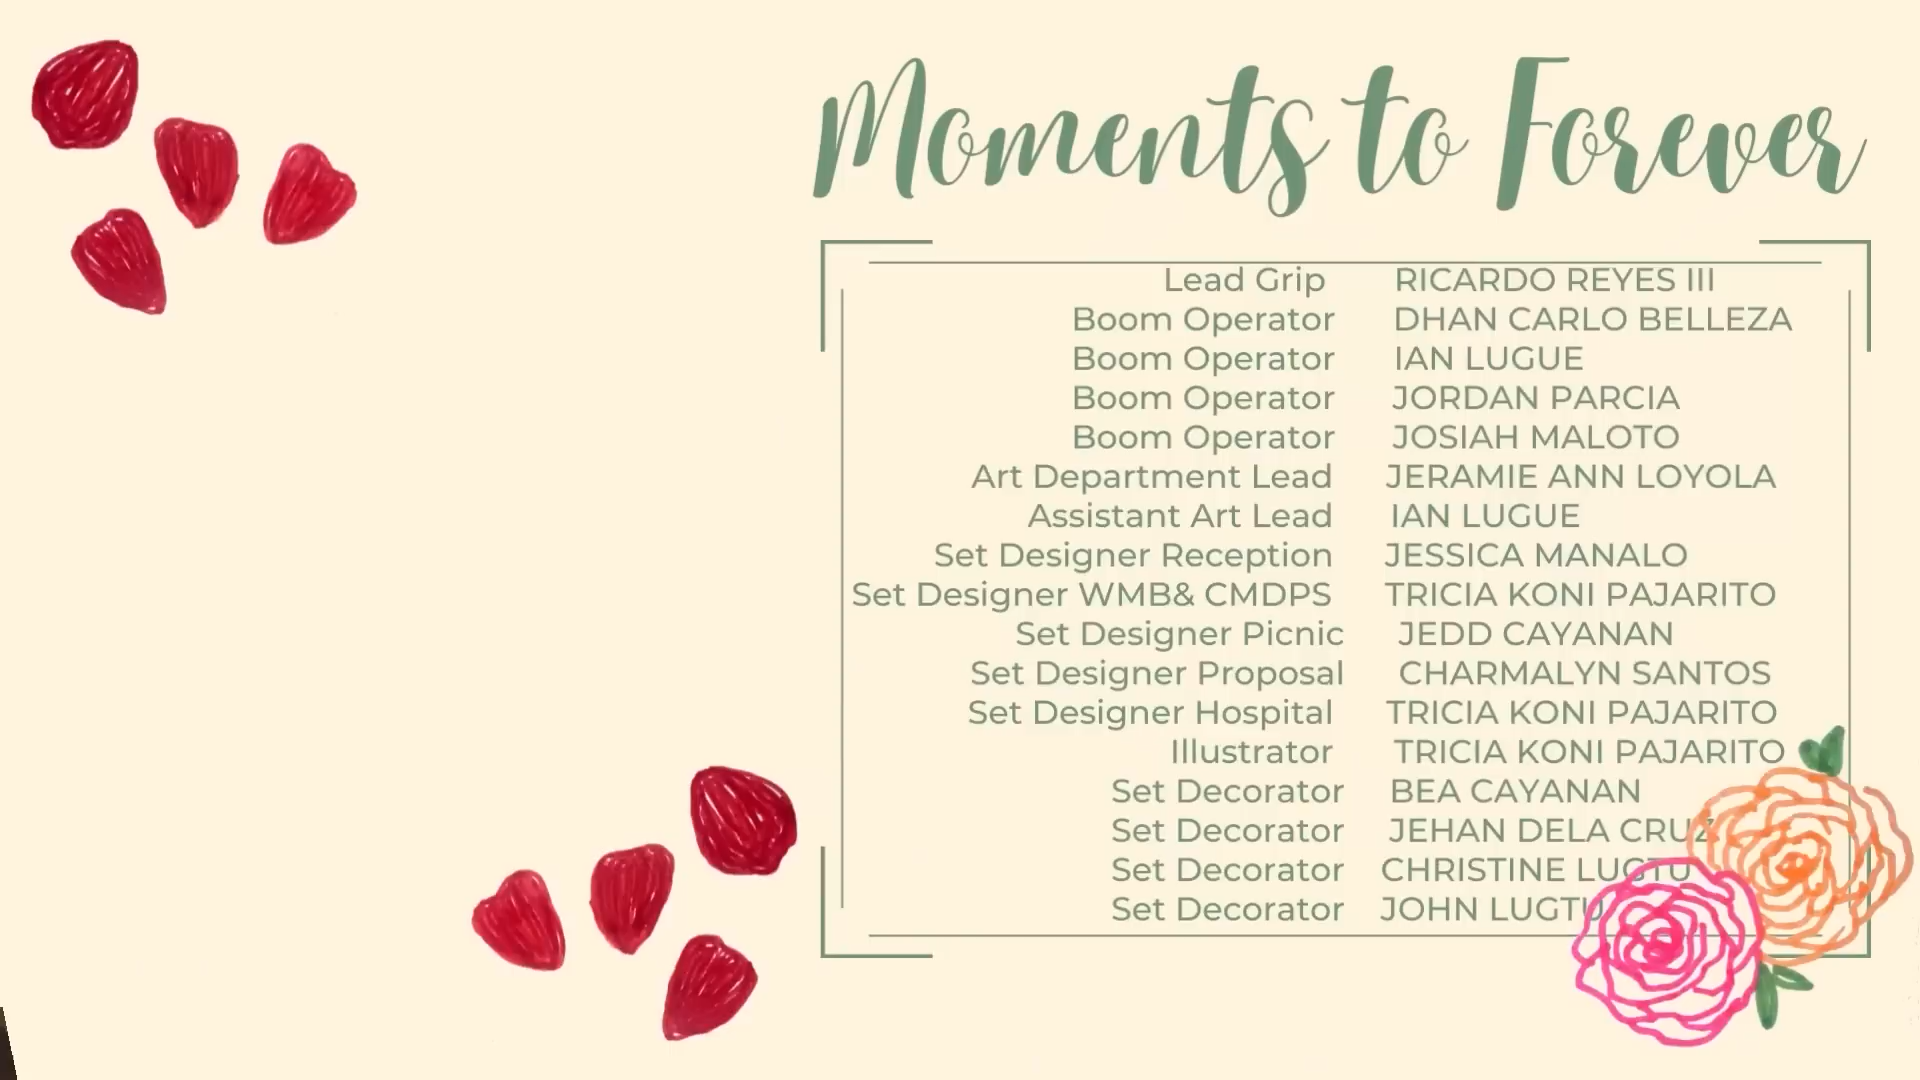 Moments to Forever
Lead Grip RICARDO REYES III
Boom Operator DHAN CARLO BELLEZA
Boom Operator IAN LUGUE
Boom Operator JORDAN PARCIA
Boom Operator JOSIAH MALOTO
Art Department Lead JERAMIE ANN LOYOLA
Assistant Art Lead IAN LUGUE
Set Designer Reception JESSICA MANALO
Set Designer WMB& CMDPS TRICIA KONI PAJARITO
Set Designer Picnic JEDD CAYANAN
Set Designer Proposal CHARMALYN SANTOS
Set Designer Hospital TRICIA KONI PAJARITO
Illustrator TRICIA KONI PAJARITO
Set Decorator BEA CAYANAN
Set Decorator JEHAN DELA CRUZ
Set Decorator CHRISTINE LUGTU
Set Decorator JOHN LUGTU